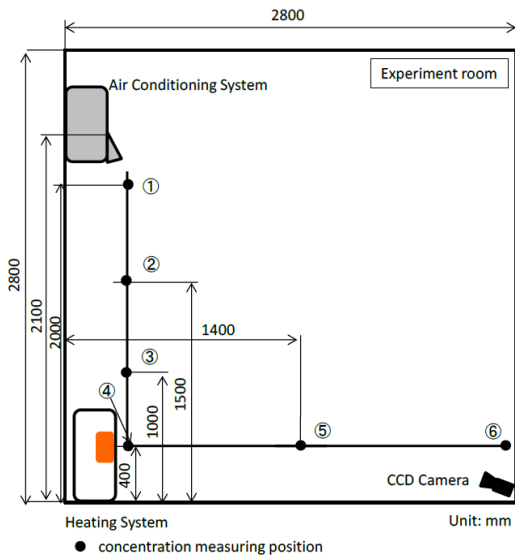 2800
Experiment room
Air Conditioning System
①
②
2800
2100
2000
1400
③
1500
1000
④
⑤
⑥
400
CCD Camera
Heating System
Unit: mm
● concentration measuring position